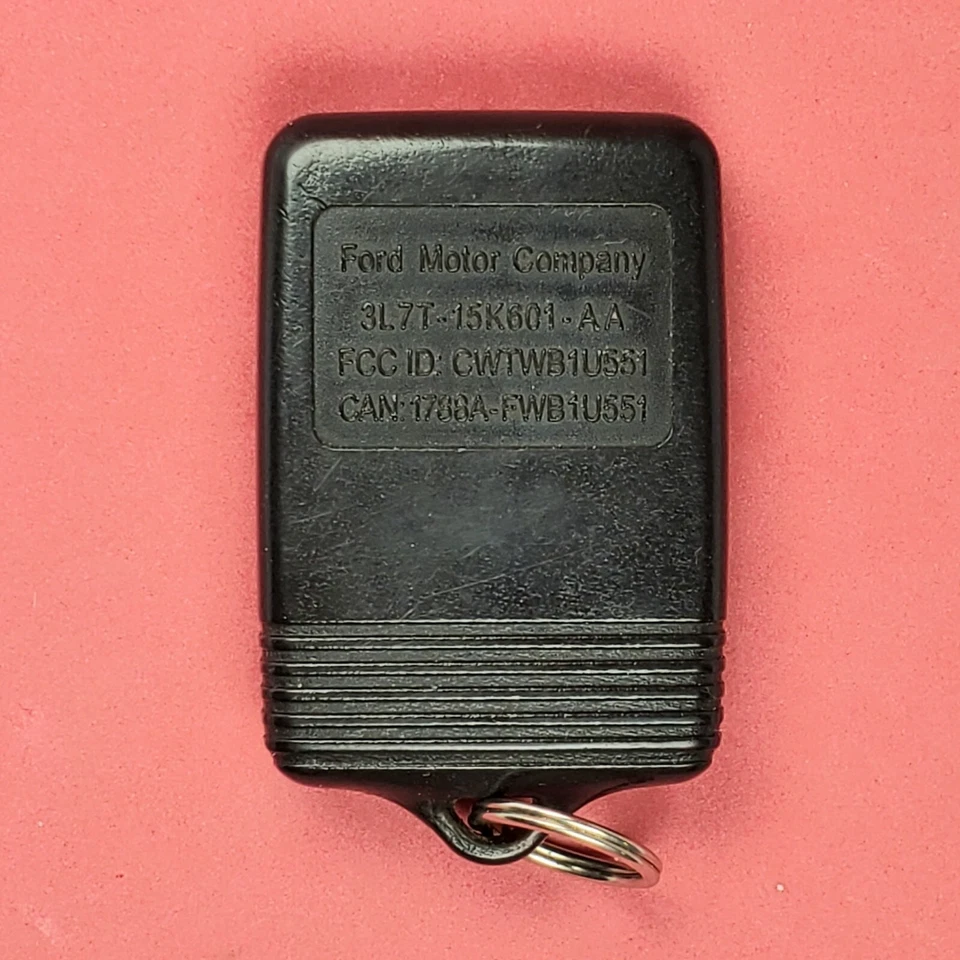 Ford Motor Company
3L7T-15K601-AA
FCC ID: CWTWB1U551
CAN: 1788A-FWB1U551